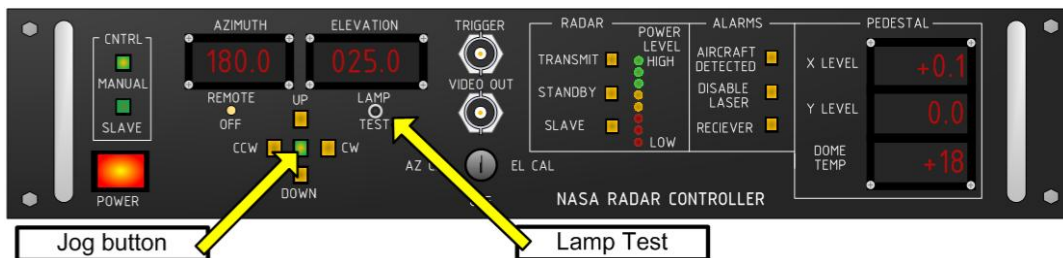 CNTRL
MANUAL
SLAVE
POWER
AZIMUTH
180.0
ELEVATION
025.0
REMOTE
OFF
UP
CCW
CW
DOWN
LAMP
TEST
TRIGGER
VIDEO OUT
AZ
EL CAL
RADAR
TRANSMIT
STANDBY
SLAVE
POWER
LEVEL
HIGH
LOW
ALARMS
AIRCRAFT
DETECTED
DISABLE
LASER
RECIEVER
PEDESTAL
X LEVEL
+0.1
Y LEVEL
0.0
DOME
TEMP
+18
NASA RADAR CONTROLLER
Jog button
Lamp Test